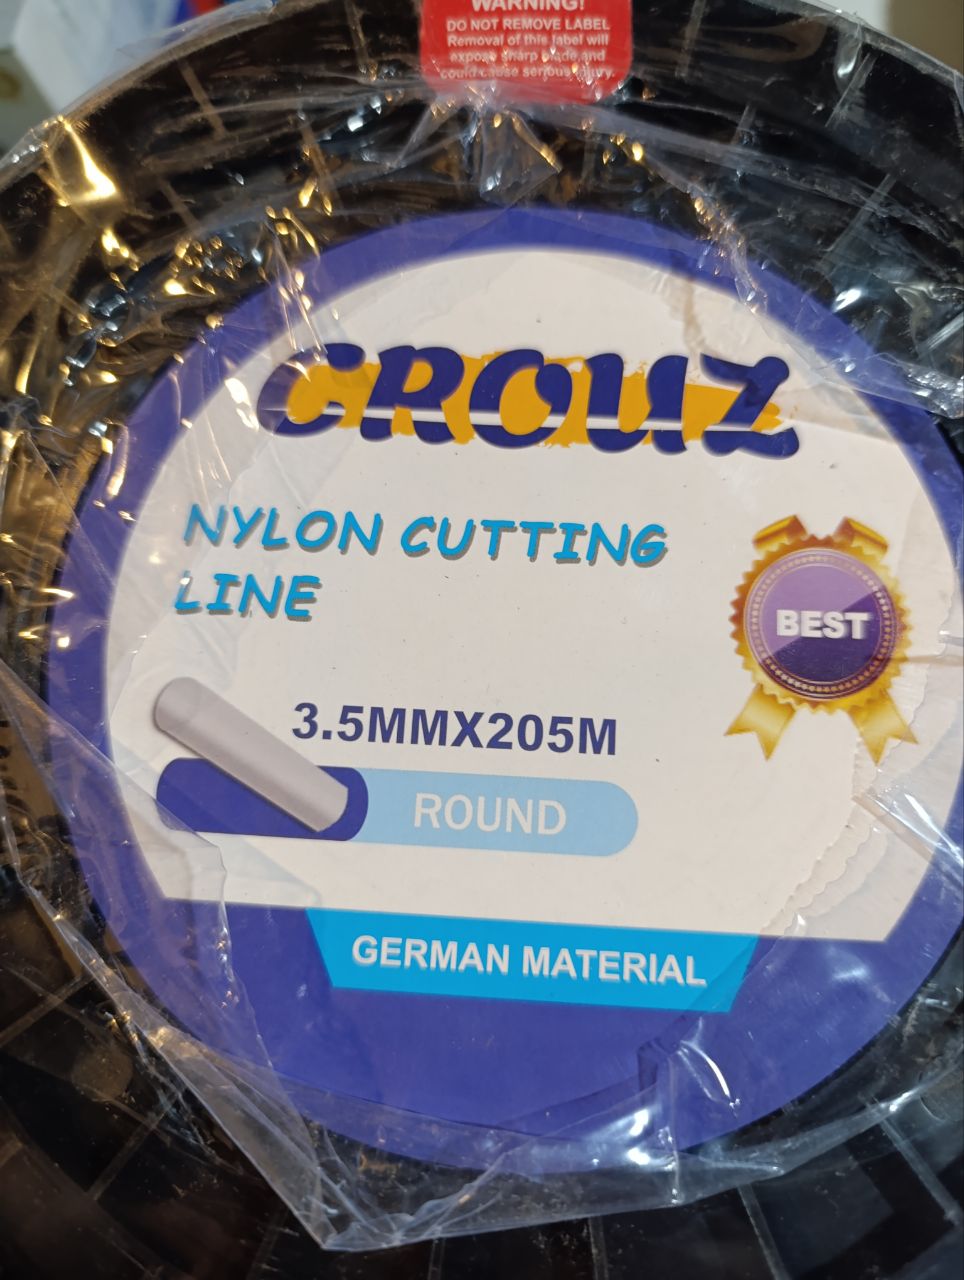 WARNING!
DO NOT REMOVE LABEL
Removal of this label will
expose sharp blade and
could cause serious injury.
CROUZ
NYLON CUTTING
LINE
BEST
3.5MMX205M
ROUND
GERMAN MATERIAL